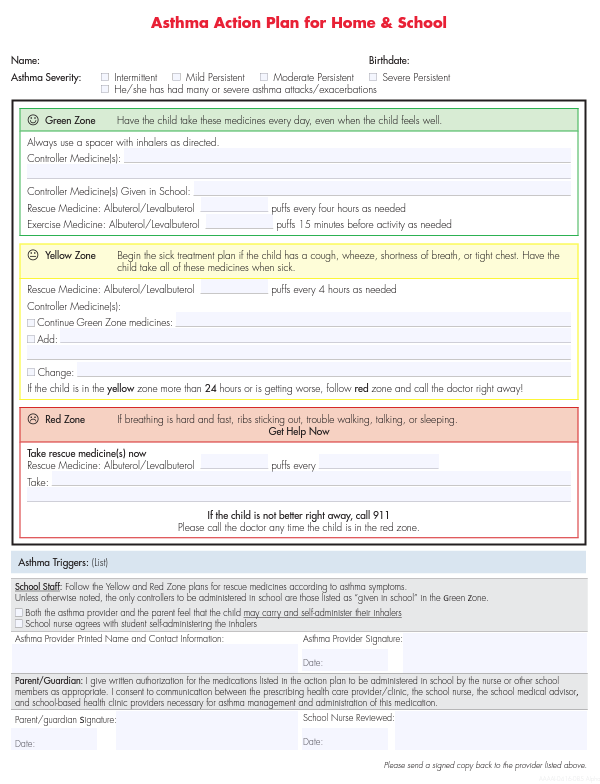 Asthma Action Plan for Home & School
Name: Birthdate:
Asthma Severity: Intermittent Mild Persistent Moderate Persistent Severe Persistent
He/she has had many or severe asthma attacks/exacerbations
Green Zone Have the child take these medicines every day, even when the child feels well.
Always use a spacer with inhalers as directed.
Controller Medicine(s):
Controller Medicine(s) Given in School:
Rescue Medicine: Albuterol/Levalbuterol puffs every four hours as needed
Exercise Medicine: Albuterol/Levalbuterol puffs 15 minutes before activity as needed
Yellow Zone Begin the sick treatment plan if the child has a cough, wheeze, shortness of breath, or tight chest. Have the
child take all of these medicines when sick.
Rescue Medicine: Albuterol/Levalbuterol puffs every 4 hours as needed
Controller Medicine(s):
Continue Green Zone medicines:
Add:
Change:
If the child is in the yellow zone more than 24 hours or is getting worse, follow red zone and call the doctor right away!
Red Zone If breathing is hard and fast, ribs sticking out, trouble walking, talking, or sleeping.
Get Help Now
Take rescue medicine(s) now
Rescue Medicine: Albuterol/Levalbuterol puffs every
Take:
If the child is not better right away, call 911
Please call the doctor any time the child is in the red zone.
Asthma Triggers: (List)
School Staff: Follow the Yellow and Red Zone plans for rescue medicines according to asthma symptoms.
Unless otherwise noted, the only controllers to be administered in school are those listed as "given in school" in the Green Zone.
Both the asthma provider and the parent feel that the child may carry and self-administer their inhalers
School nurse agrees with student self-administering the inhalers
Asthma Provider Printed Name and Contact Information: Asthma Provider Signature:
Date:
Parent/Guardian: I give written authorization for the medications listed in the action plan to be administered in school by the nurse or other school
members as appropriate. I consent to communication between the prescribing health care provider/clinic, the school nurse, the school medical advisor,
and school-based health clinic providers necessary for asthma management and administration of this medication.
Parent/guardian Signature: School Nurse Reviewed:
Date: Date:
Please send a signed copy back to the provider listed above.